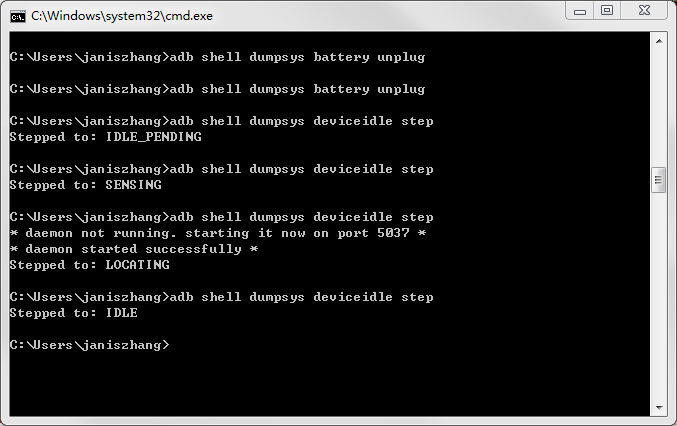 C:\Windows\system32\cmd.exe
C:\Users\janiszhang>adb shell dumpsys battery unplug
C:\Users\janiszhang>adb shell dumpsys battery unplug
C:\Users\janiszhang>adb shell dumpsys deviceidle step
Stepped to: IDLE_PENDING
C:\Users\janiszhang>adb shell dumpsys deviceidle step
Stepped to: SENSING
C:\Users\janiszhang>adb shell dumpsys deviceidle step
* daemon not running. starting it now on port 5037 *
* daemon started successfully *
Stepped to: LOCATING
C:\Users\janiszhang>adb shell dumpsys deviceidle step
Stepped to: IDLE
C:\Users\janiszhang>